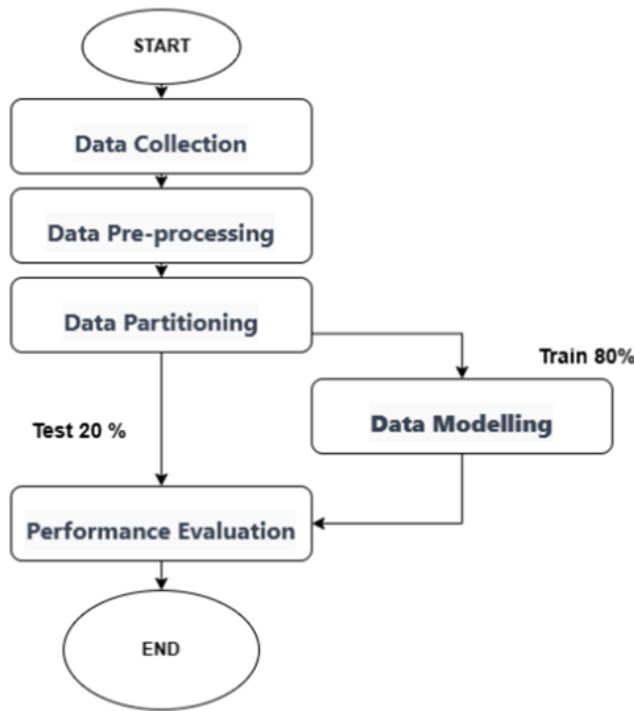 START
Data Collection
Data Pre-processing
Data Partitioning
Train 80%
Data Modelling
Test 20 %
Performance Evaluation
END